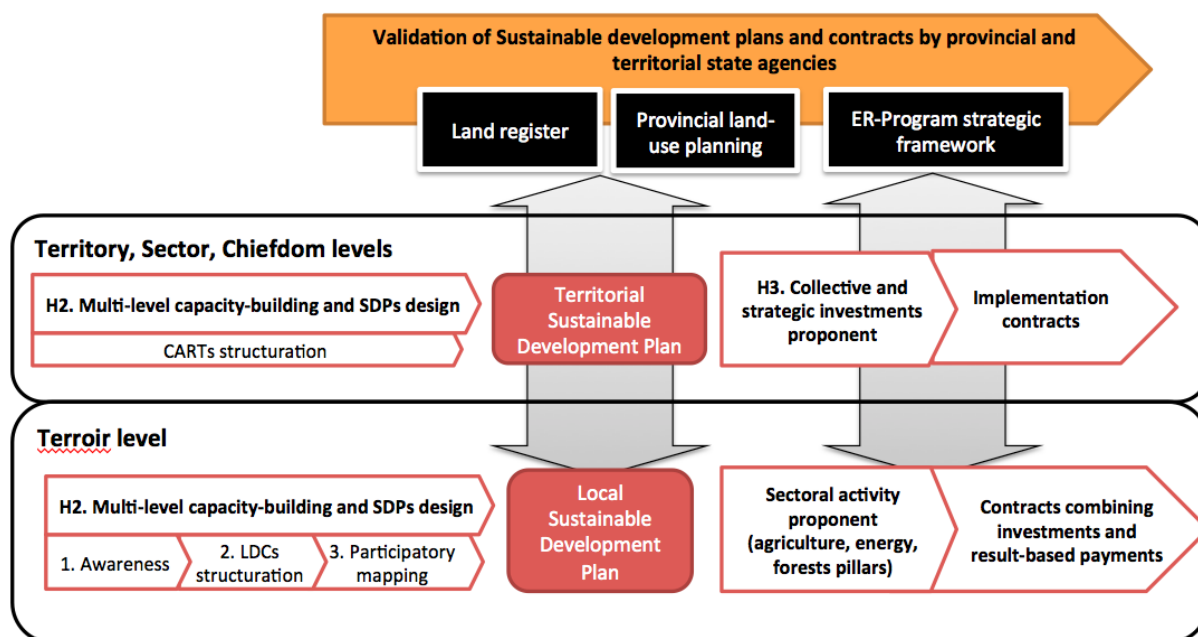 Validation of Sustainable development plans and contracts by provincial and
territorial state agencies
Land register
Provincial land-
use planning
ER-Program strategic
framework
Territory, Sector, Chiefdom levels
H2. Multi-level capacity-building and SDPs design
CARTs structuration
Territorial
Sustainable
Development Plan
H3. Collective and
strategic investments
proponent
Implementation
contracts
Terroir level
H2. Multi-level capacity-building and SDPs design
1. Awareness
2. LDCs
structuration
3. Participatory
mapping
Local
Sustainable
Development
Plan
Sectoral activity
proponent
(agriculture, energy,
forests pillars)
Contracts combining
investments and
result-based payments